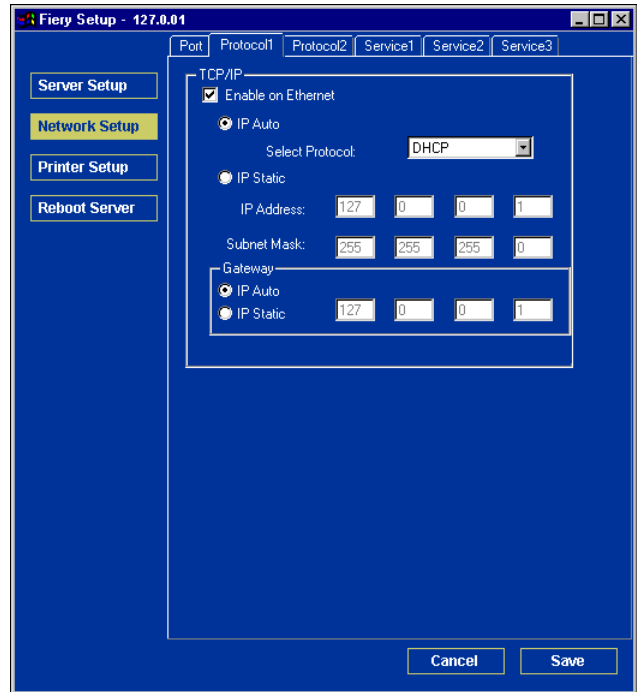 Fiery Setup - 127.0.01
Port Protocol1 Protocol2 Service1 Service2 Service3
Server Setup
Network Setup
Printer Setup
Reboot Server
TCP/IP
Enable on Ethernet
IP Auto
Select Protocol: DHCP
IP Static
IP Address: 127 0 0 1
Subnet Mask: 255 255 255 0
Gateway
IP Auto
IP Static 127 0 0 1
Cancel Save